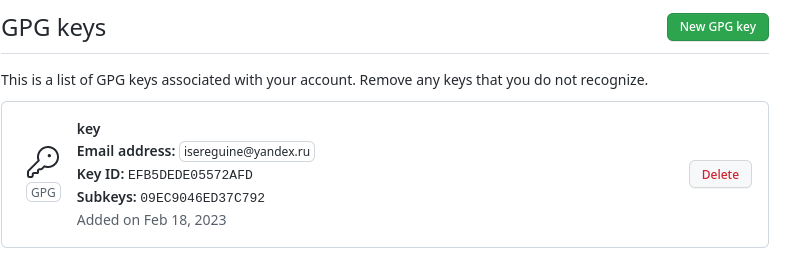 GPG keys
New GPG key
This is a list of GPG keys associated with your account. Remove any keys that you do not recognize.
key
Email address: isereguine@yandex.ru
Key ID: EFB5DEDE05572AFD
GPG
Subkeys: 09EC9046ED37C792
Added on Feb 18, 2023
Delete